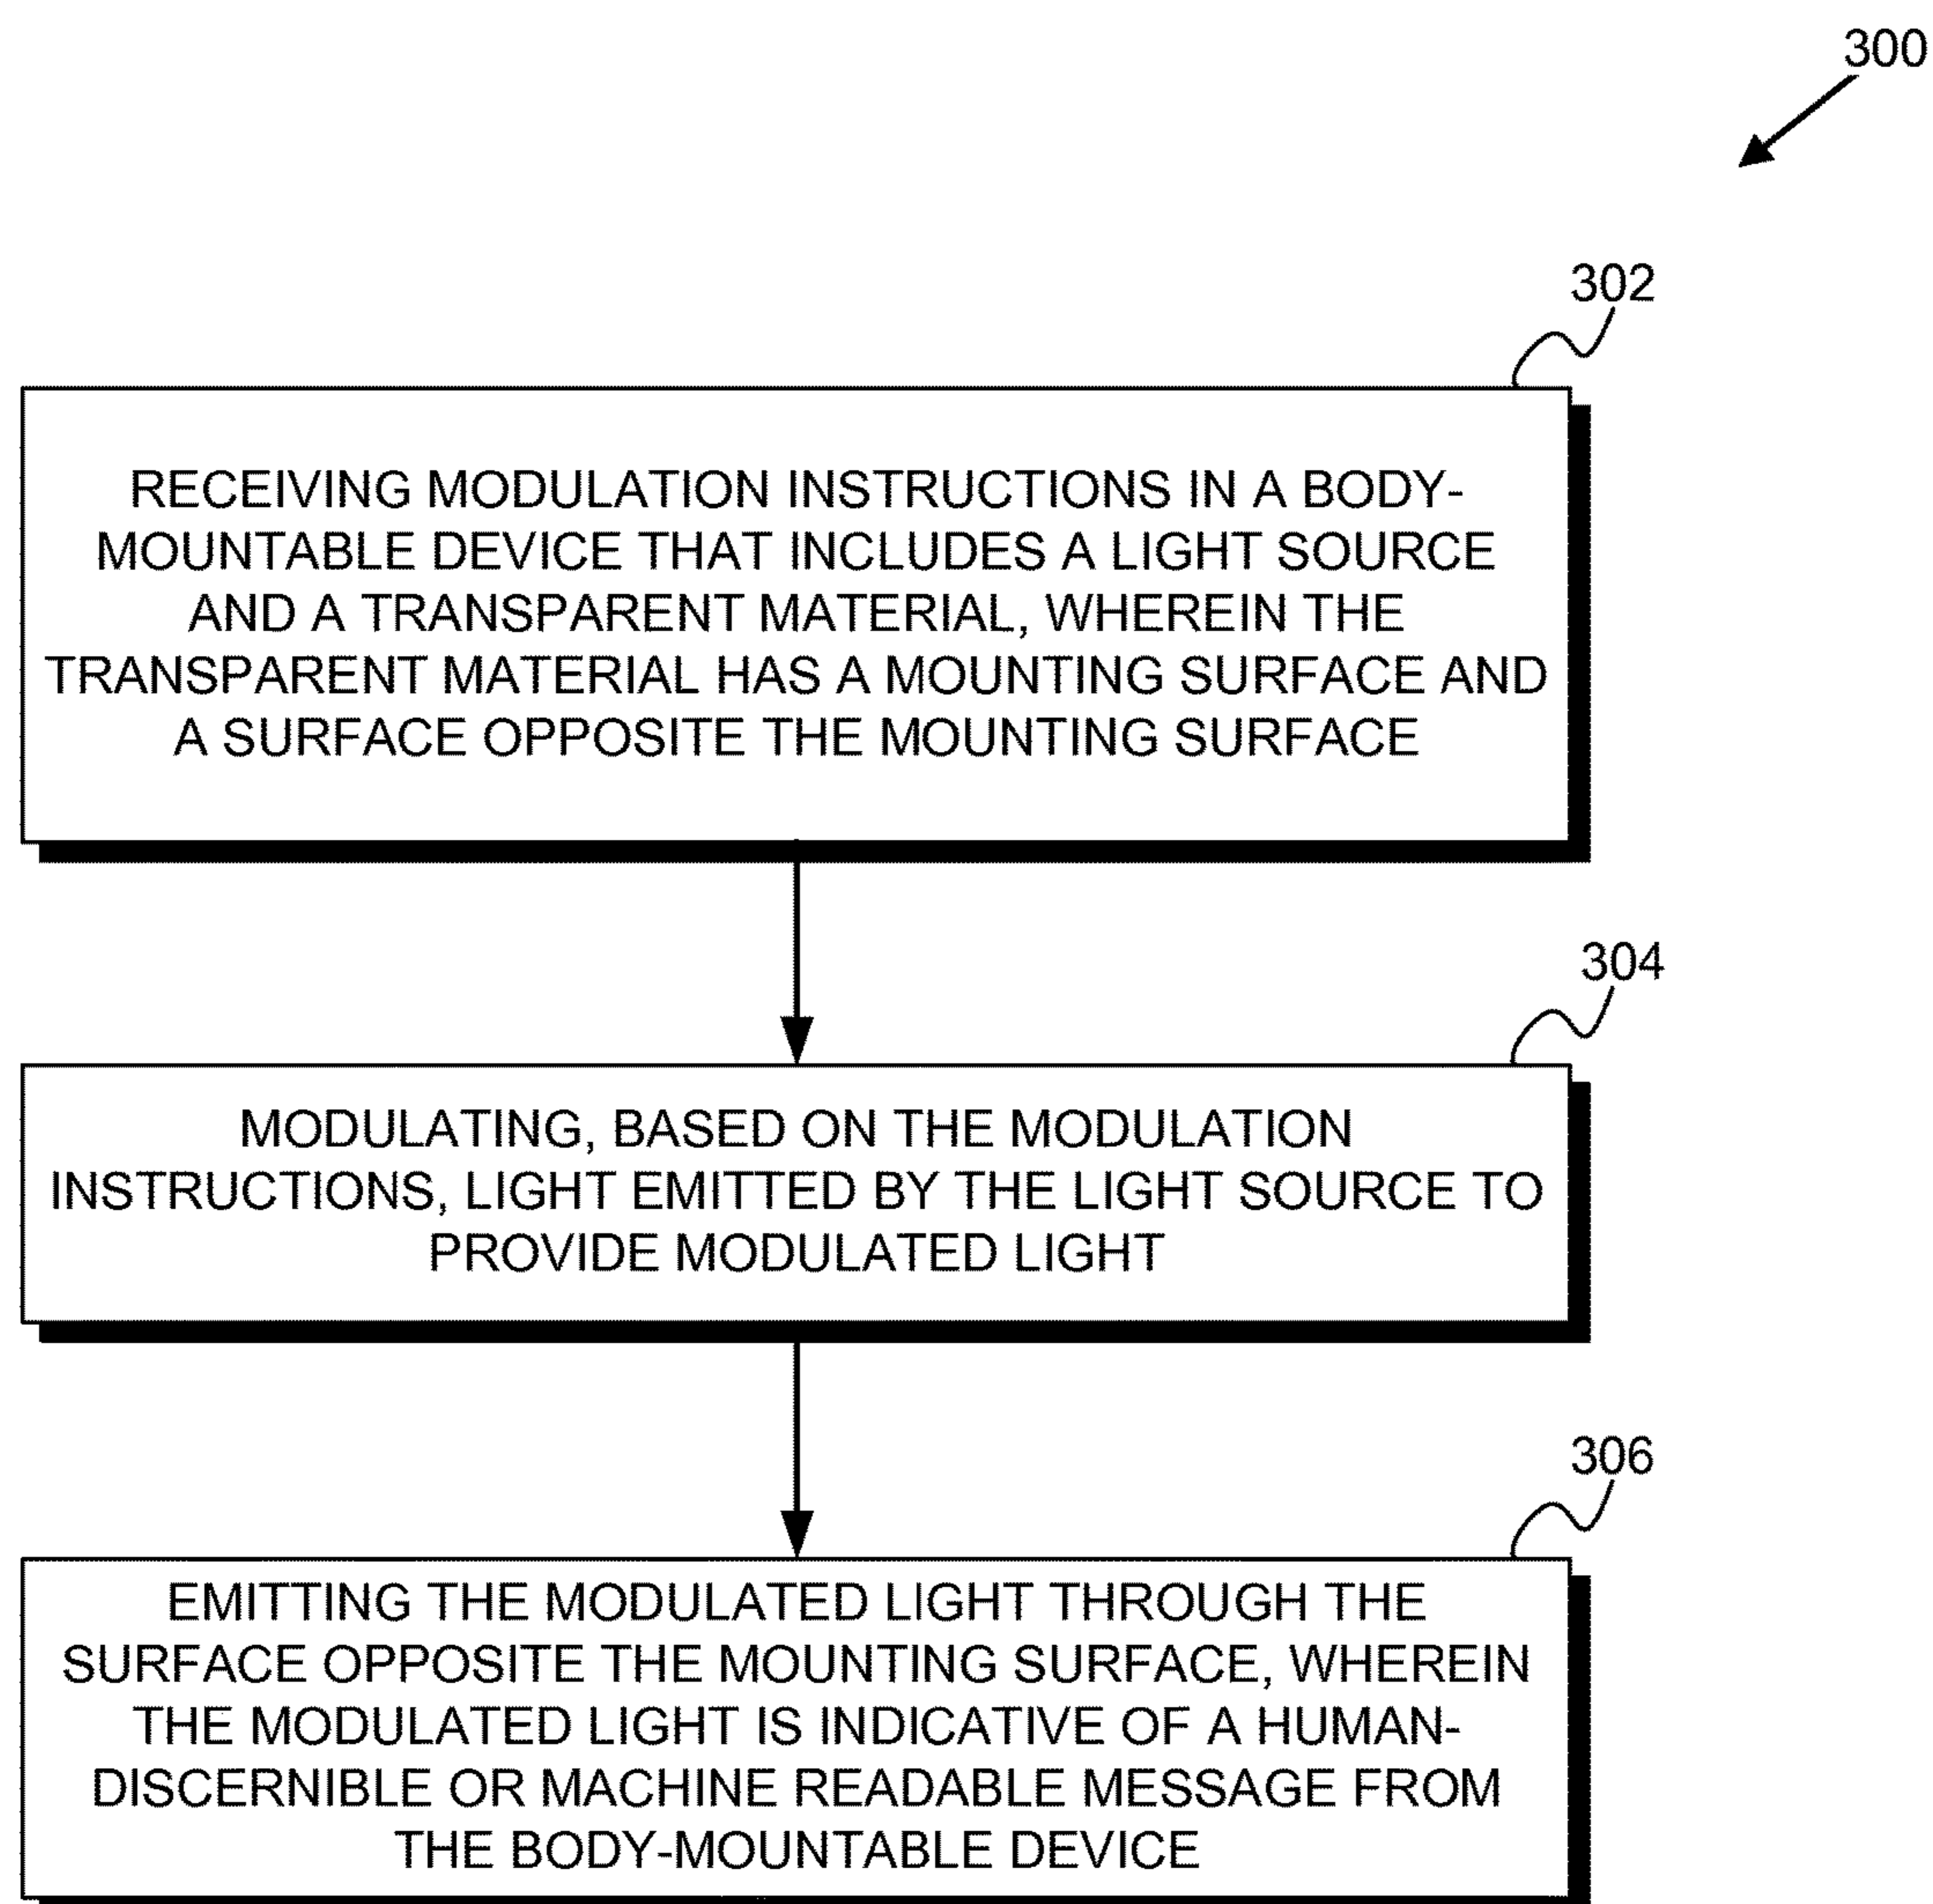 300
302
RECEIVING MODULATION INSTRUCTIONS IN A BODY-
MOUNTABLE DEVICE THAT INCLUDES A LIGHT SOURCE
AND A TRANSPARENT MATERIAL, WHEREIN THE
TRANSPARENT MATERIAL HAS A MOUNTING SURFACE AND
A SURFACE OPPOSITE THE MOUNTING SURFACE
304
MODULATING, BASED ON THE MODULATION
INSTRUCTIONS, LIGHT EMITTED BY THE LIGHT SOURCE TO
PROVIDE MODULATED LIGHT
306
EMITTING THE MODULATED LIGHT THROUGH THE
SURFACE OPPOSITE THE MOUNTING SURFACE, WHEREIN
THE MODULATED LIGHT IS INDICATIVE OF A HUMAN-
DISCERNIBLE OR MACHINE READABLE MESSAGE FROM
THE BODY-MOUNTABLE DEVICE